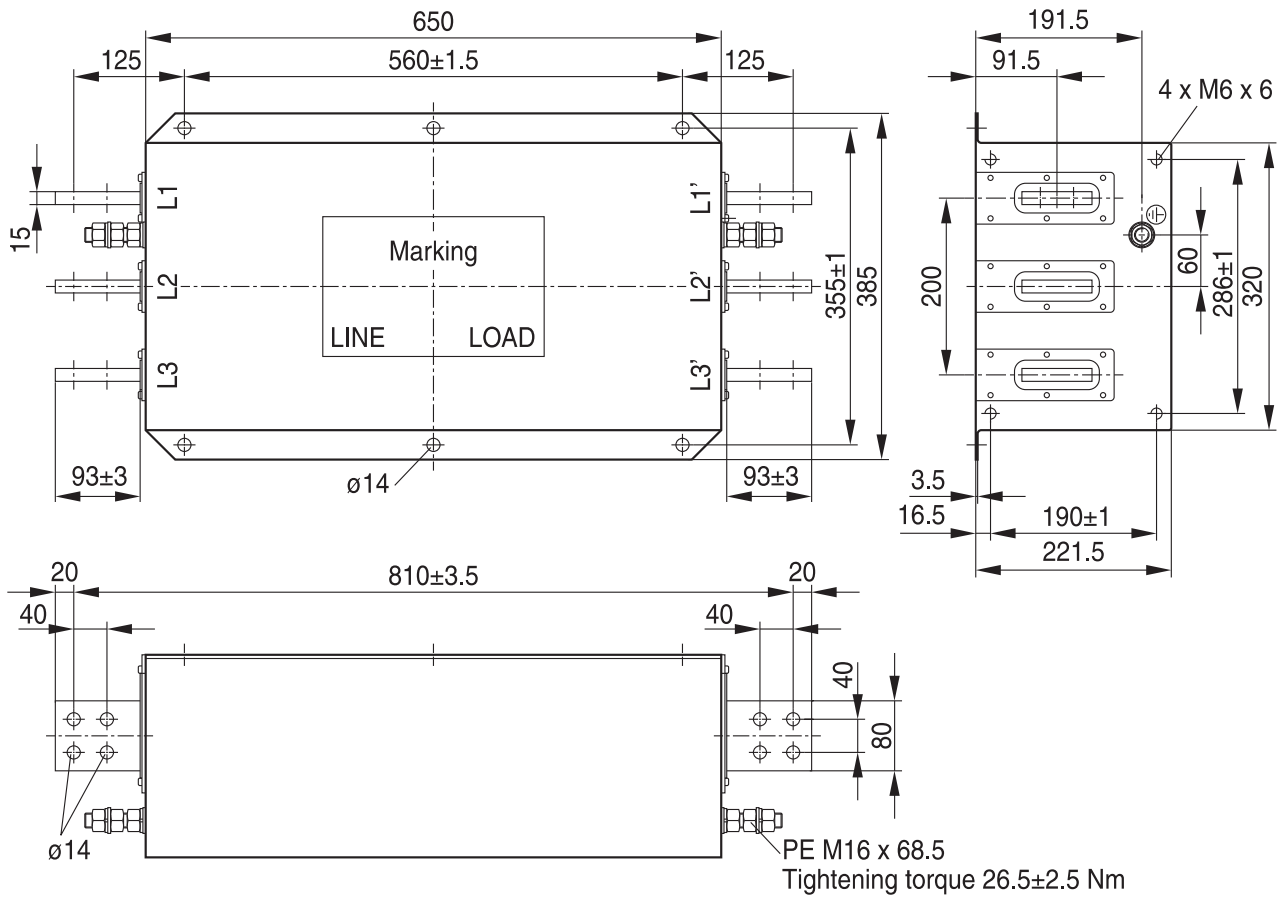 650
125
560±1.5
125
191.5
91.5
4 x M6 x 6
L1
L1’
15
Marking
L2
L2’
LINE
LOAD
L3
L3’
355±1
385
200
60
286±1
320
93±3
ø14
93±3
3.5
16.5
190±1
221.5
20
810±3.5
20
40
40
40
80
ø14
PE M16 x 68.5
Tightening torque 26.5±2.5 Nm